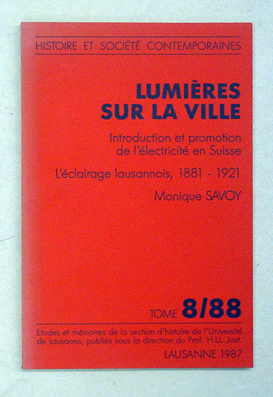 HISTOIRE ET SOCIÉTÉ CONTEMPORAINES
LUMIÈRES
SUR LA VILLE
Introduction et promotion
de l'électricité en Suisse
L'éclairage lausannois, 1881 - 1921
Monique SAVOY
TOME 8/88
Etudes et mémoires de la section d'histoire de l'Université
de Lausanne, publiés sous la direction du Prof. H.U. Jost
LAUSANNE 1987